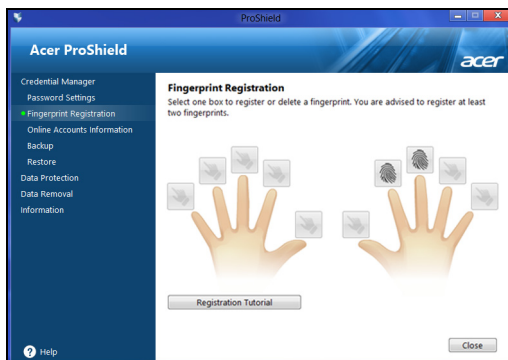 ProShield
Acer ProShield
acer
Credential Manager
Password Settings
Fingerprint Registration
Online Accounts Information
Backup
Restore
Data Protection
Data Removal
Information
Fingerprint Registration
Select one box to register or delete a fingerprint. You are advised to register at least
two fingerprints.
Registration Tutorial
? Help
Close